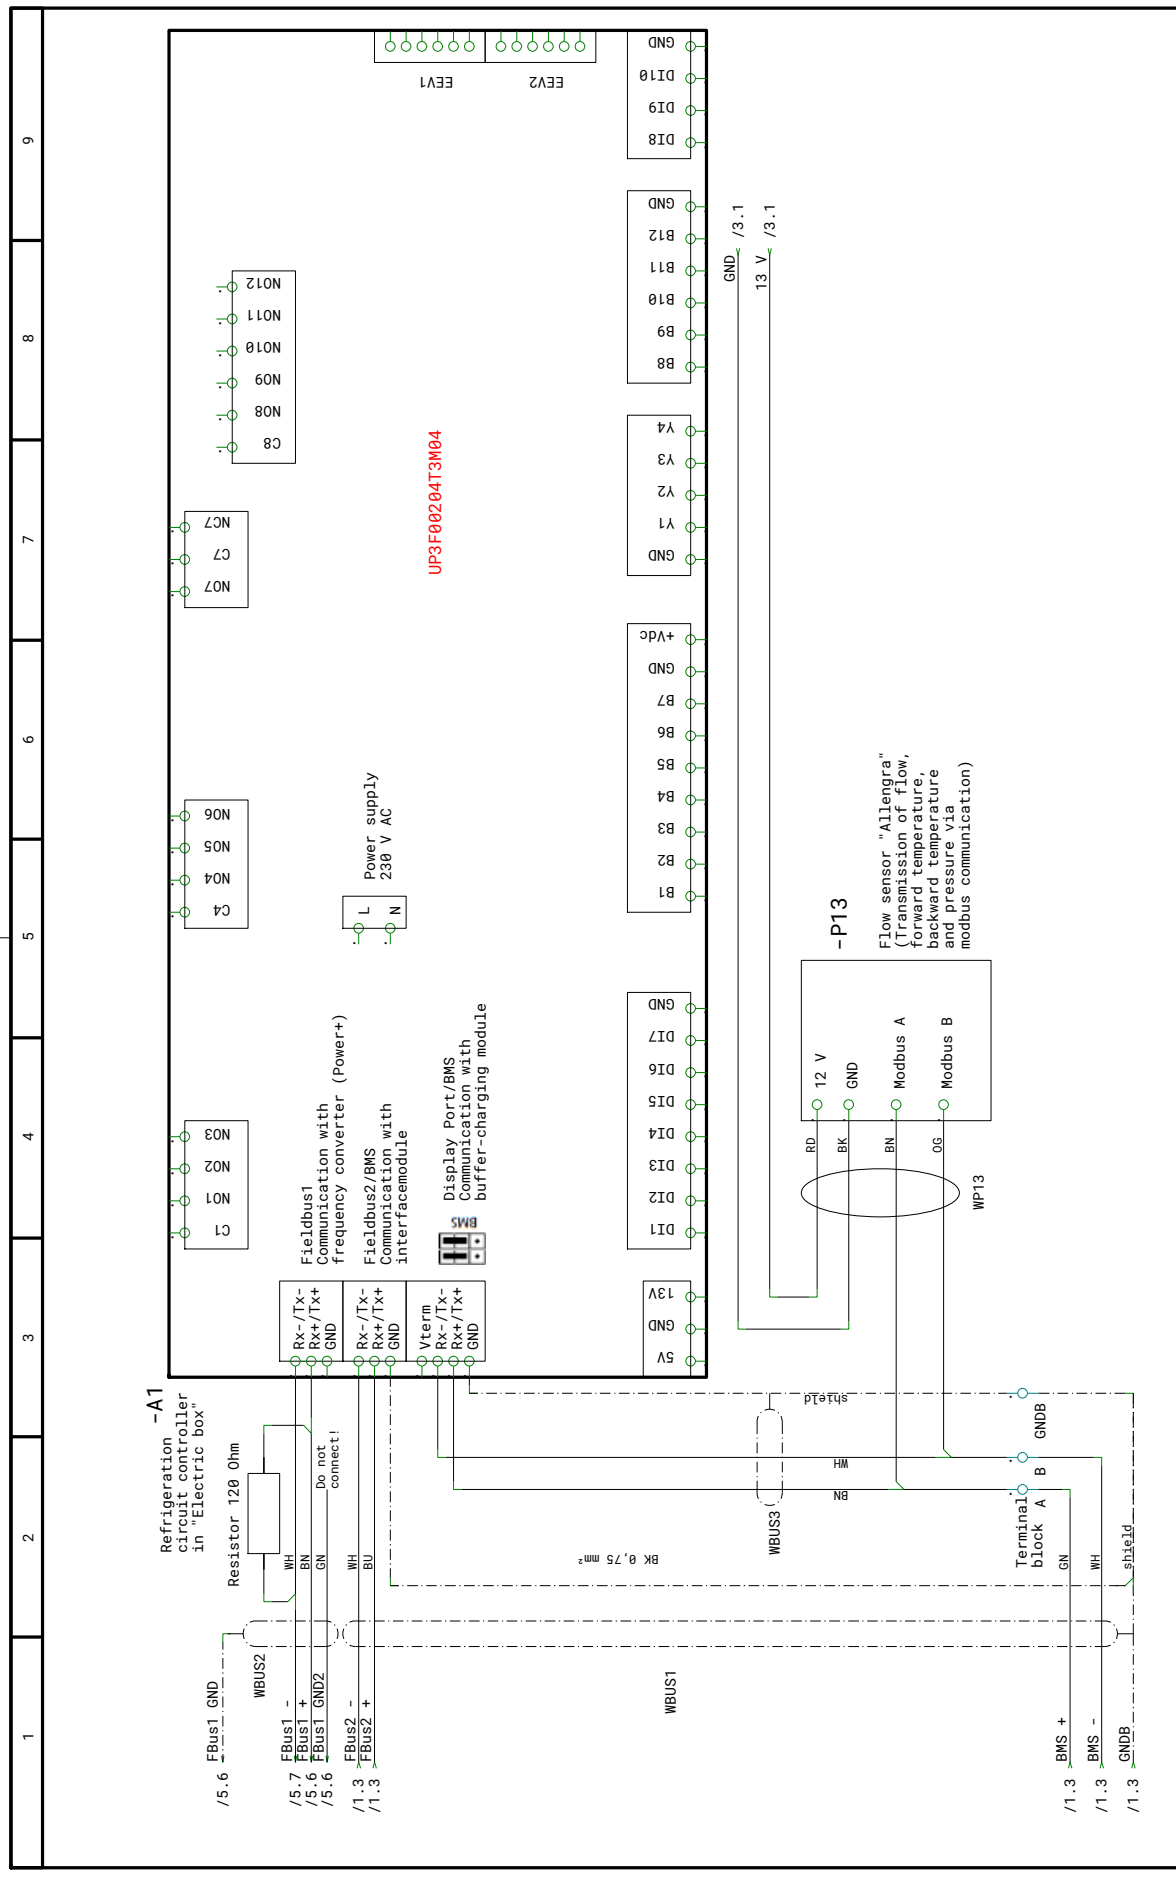 1
2
3
4
5
6
7
8
9
-A1
Refrigeration
circuit controller
in "Electric box"
Resistor 120 Ohm
C1
NO1
NO2
NO3
C4
NO4
NO5
NO6
NO7
C7
NC7
C8
NO8
NO9
NO10
NO11
NO12
Rx-/Tx-
Rx+/Tx+
GND
Fieldbus1
Communication with
frequency converter (Power+)
Rx-/Tx-
Rx+/Tx+
GND
Fieldbus2/BMS
Communication with
interfacemodule
Vterm
Rx-/Tx-
Rx+/Tx+
GND
BMS
Display Port/BMS
Communication with
buffer-charging module
L
N
Power supply
230 V AC
UP3F00204T3M04
EEV1
EEV2
5V
GND
13V
DI1
DI2
DI3
DI4
DI5
DI6
DI7
GND
B1
B2
B3
B4
B5
B6
B7
GND
+Vdc
GND
Y1
Y2
Y3
Y4
B8
B9
B10
B11
B12
GND
DI8
DI9
DI10
GND
GND /3.1
13 V /3.1
/5.6 FBus1 GND
WBUS2
/5.7 FBus1 - WH
/5.6 FBus1 + BN
/5.6 FBus1 GND2 GN
Do not
connect!
/1.3 FBus2 - WH
/1.3 FBus2 + BU
BK 0,75 mm²
WBUS1
WBUS3
shield
WH
BN
-P13
Flow sensor "Allengra"
(Transmission of flow,
forward temperature,
backward temperature
and pressure via
modbus communication)
12 V
GND
Modbus A
Modbus B
RD
BK
BN
OG
WP13
Terminal
block A
B
GNDB
/1.3 BMS + GN
/1.3 BMS - WH
/1.3 GNDB shield